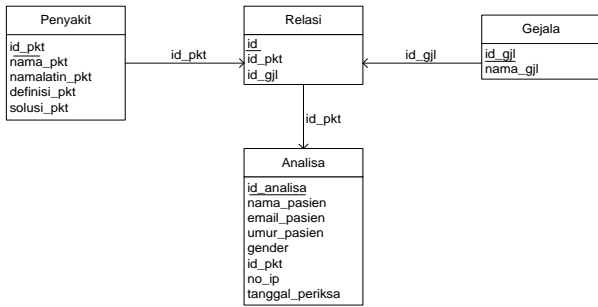 Penyakit
id_pkt
nama_pkt
namalatin_pkt
definisi_pkt
solusi_pkt
id_pkt
Relasi
id
id_pkt
id_gjl
id_gjl
Gejala
id_gjl
nama_gjl
id_pkt
Analisa
id_analisa
nama_pasien
email_pasien
umur_pasien
gender
id_pkt
no_ip
tanggal_periksa